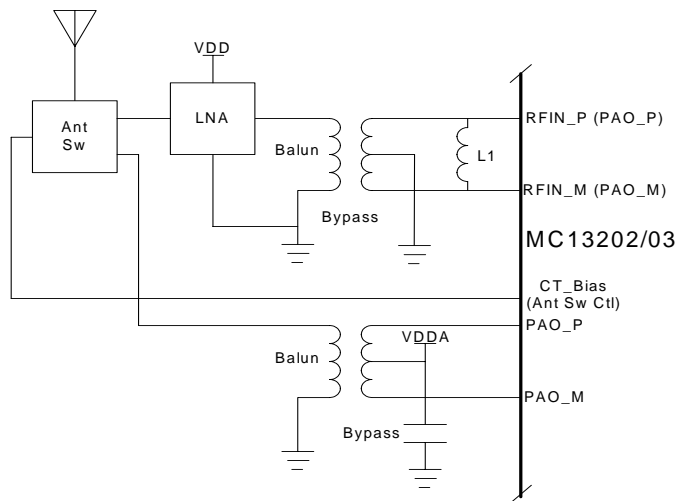 VDD
Ant
Sw
LNA
Balun
Bypass
L1
RFIN_P (PAO_P)
RFIN_M (PAO_M)
MC13202/03
CT_Bias
(Ant Sw Ctl)
PAO_P
VDDA
Balun
PAO_M
Bypass